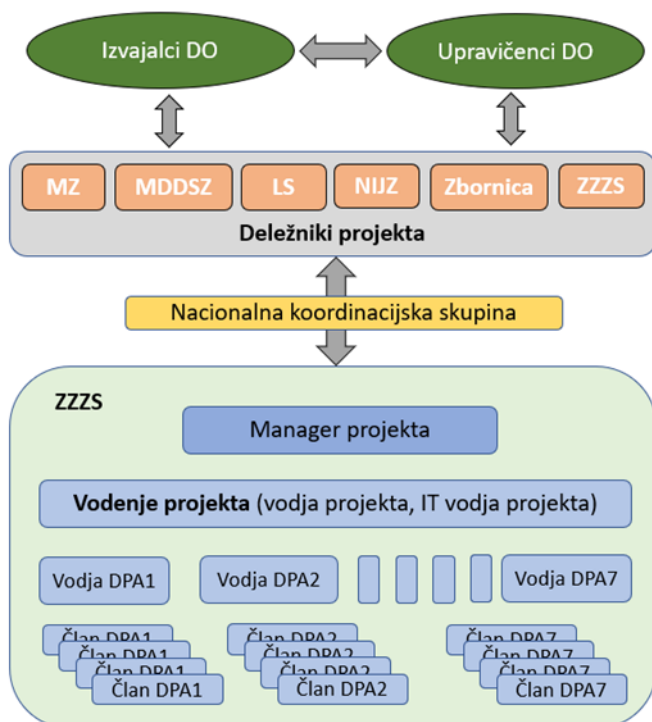 Izvajalci DO
Upravičenci DO
MZ
MDDSZ
LS
NIJZ
Zbornica
ZZZS
Deležniki projekta
Nacionalna koordinacijska skupina
ZZZS
Manager projekta
Vodenje projekta (vodja projekta, IT vodja projekta)
Vodja DPA1
Vodja DPA2
Vodja DPA7
Član DPA1
Član DPA1
Član DPA1
Član DPA1
Član DPA2
Član DPA2
Član DPA2
Član DPA2
Član DPA7
Član DPA7
Član DPA7
Član DPA7